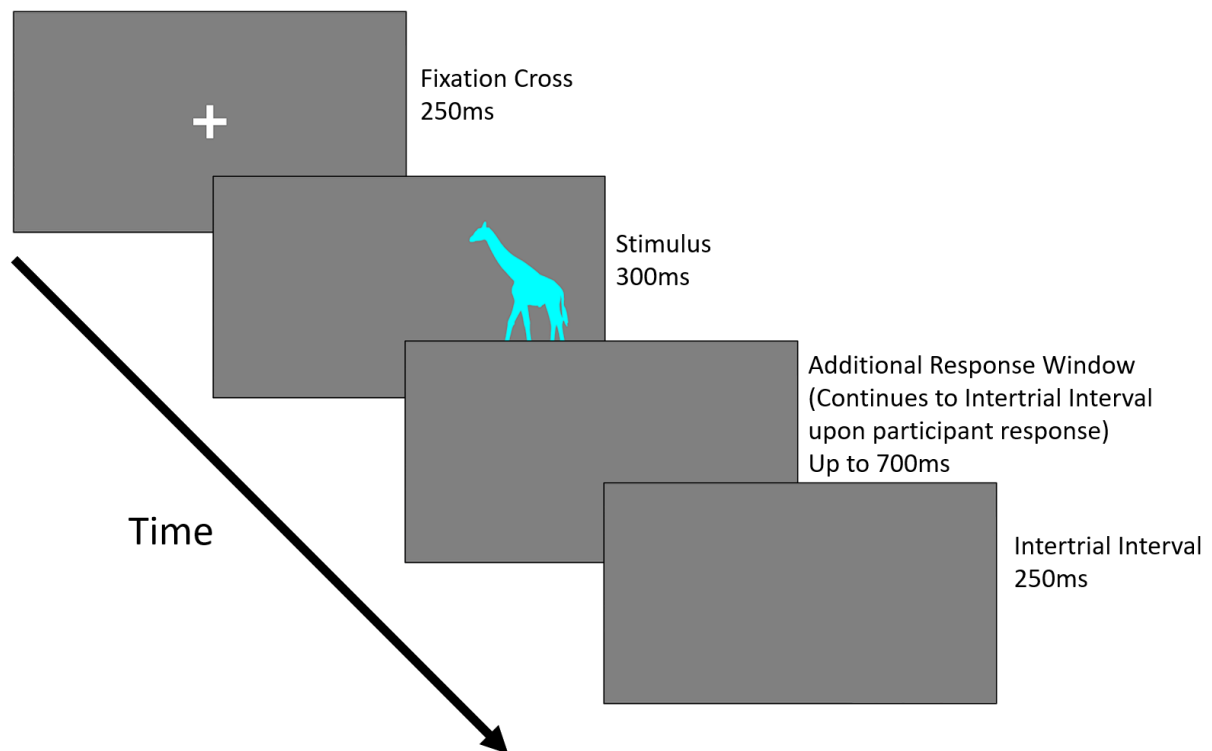 Fixation Cross
250ms
Stimulus
300ms
Additional Response Window
(Continues to Intertrial Interval
upon participant response)
Up to 700ms
Time
Intertrial Interval
250ms